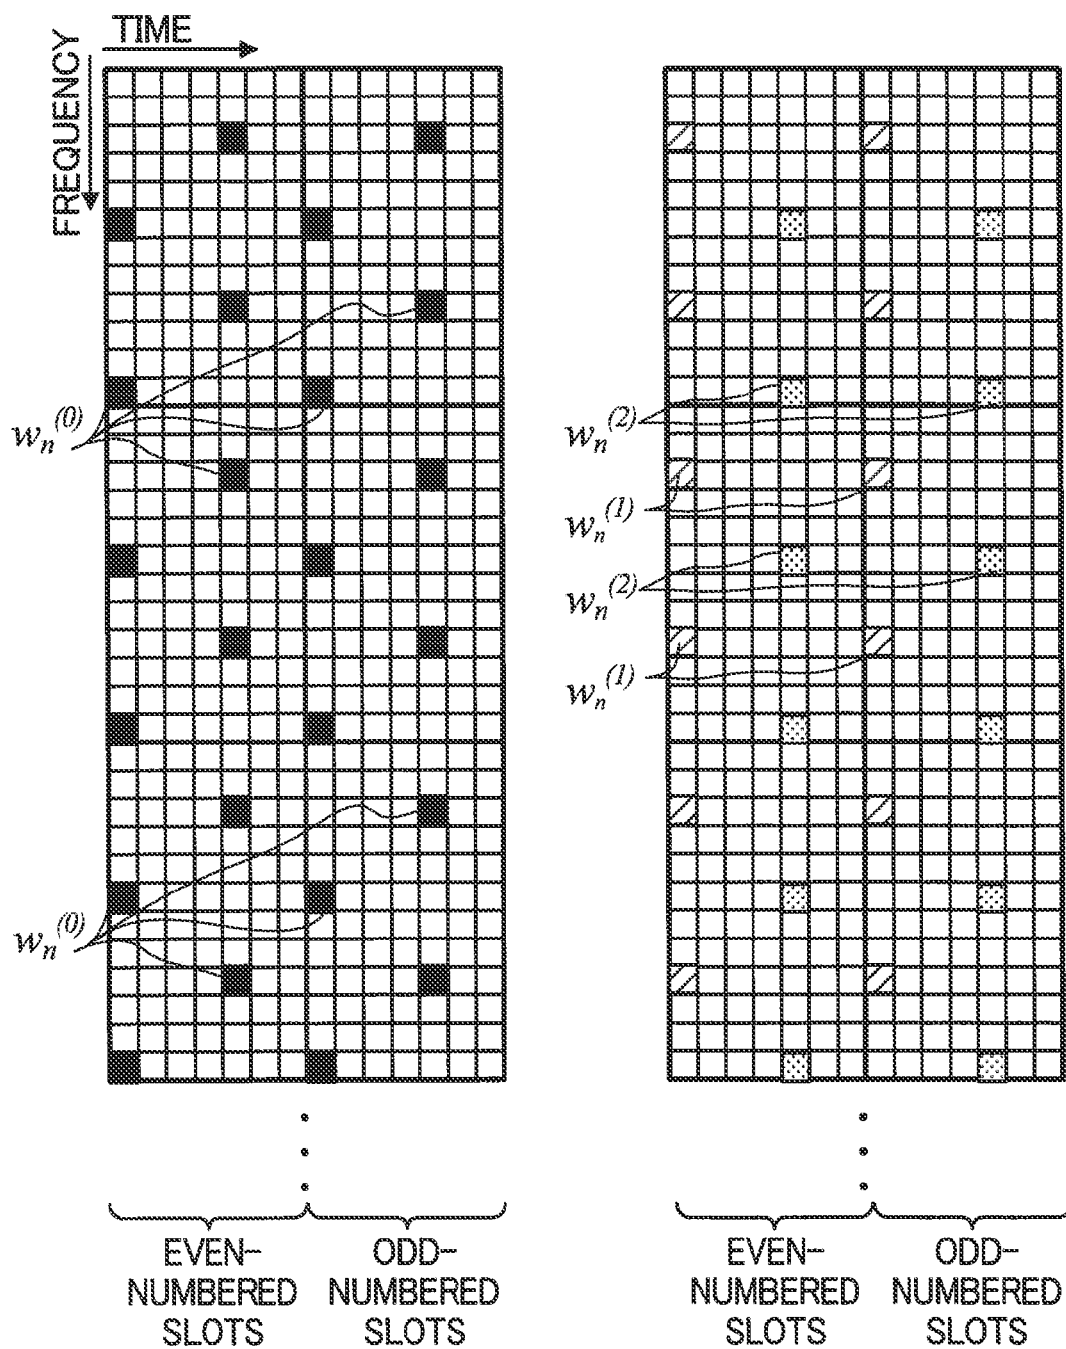 TIME
FREQUENCY
wₙ⁽⁰⁾
wₙ⁽⁰⁾
EVEN-
NUMBERED
SLOTS
ODD-
NUMBERED
SLOTS
wₙ⁽²⁾
wₙ⁽¹⁾
wₙ⁽²⁾
wₙ⁽¹⁾
EVEN-
NUMBERED
SLOTS
ODD-
NUMBERED
SLOTS